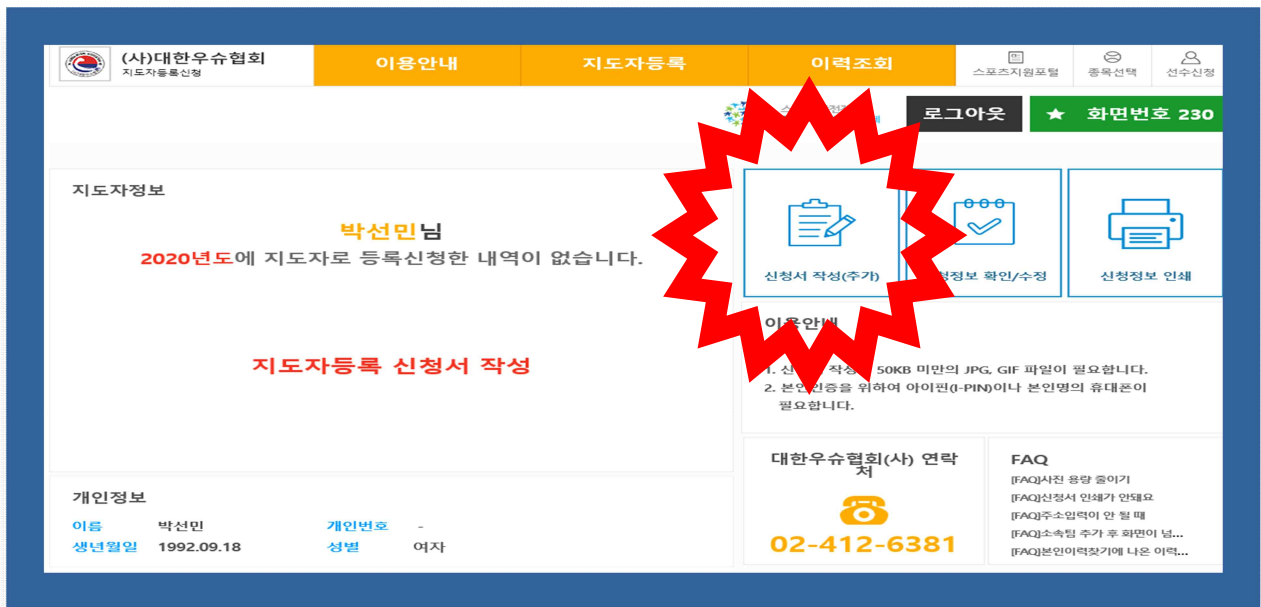 (사)대한우슈협회
지도자등록신청
이용안내
지도자등록
이력조회
스포츠지원포털
종목선택
선수신청
로그아웃
★ 화면번호 230
지도자정보
박선민님
2020년도에 지도자로 등록신청한 내역이 없습니다.
지도자등록 신청서 작성
신청서 작성(추가)
확인/수정
신청정보 인쇄
이용안내
1. 작성 50KB 미만의 JPG, GIF 파일이 필요합니다.
2. 본인인증을 위하여 아이핀(I-PIN)이나 본인명의 휴대폰이
필요합니다.
개인정보
이름 박선민 개인번호 -
생년월일 1992.09.18 성별 여자
대한우슈협회(사) 연락
처
02-412-6381
FAQ
[FAQ]사진 용량 줄이기
[FAQ]신청서 인쇄가 안돼요
[FAQ]주소입력이 안 될 때
[FAQ]소속팀 추가 후 화면이 넘...
[FAQ]본인이력찾기에 나온 이력...